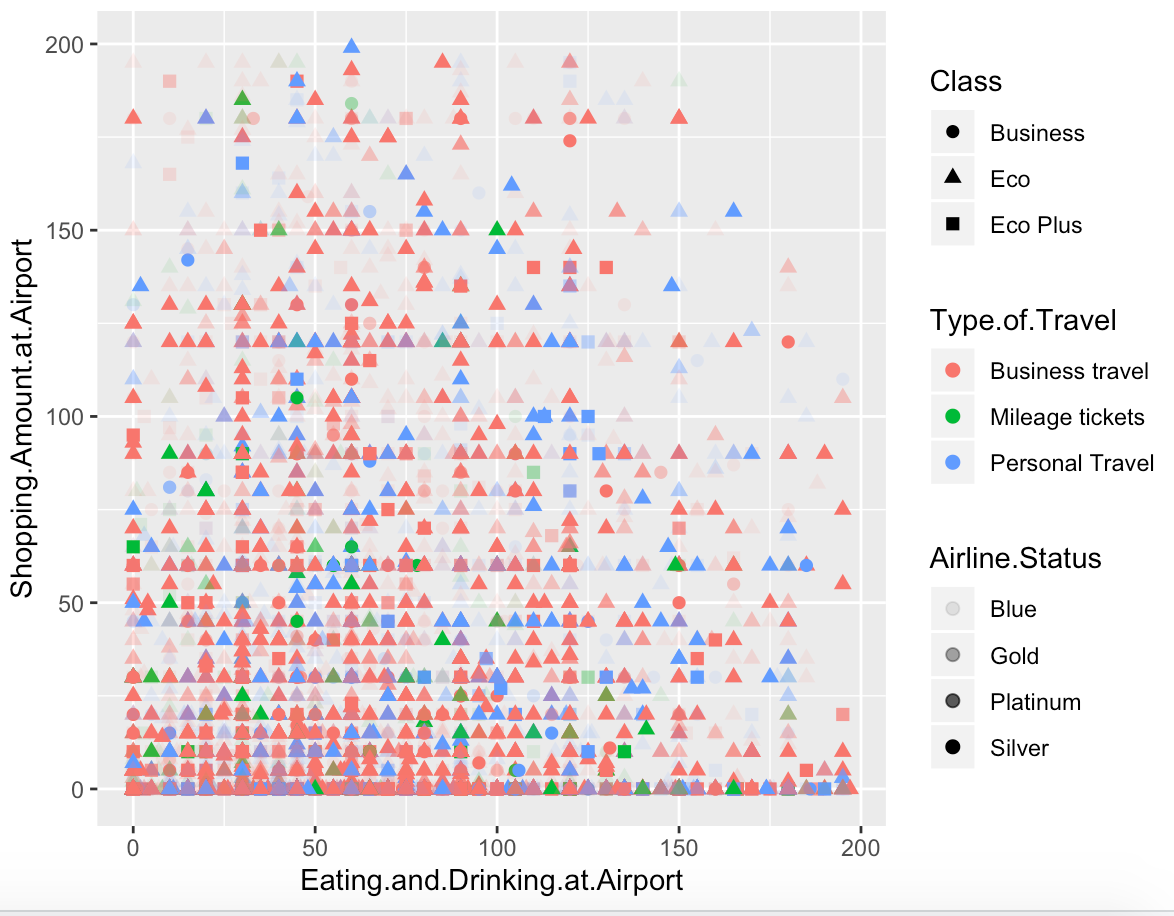 Shopping.Amount.at.Airport
200
150
100
50
0
0
50
100
150
200
Eating.and.Drinking.at.Airport
Class
Business
Eco
Eco Plus
Type.of.Travel
Business travel
Mileage tickets
Personal Travel
Airline.Status
Blue
Gold
Platinum
Silver